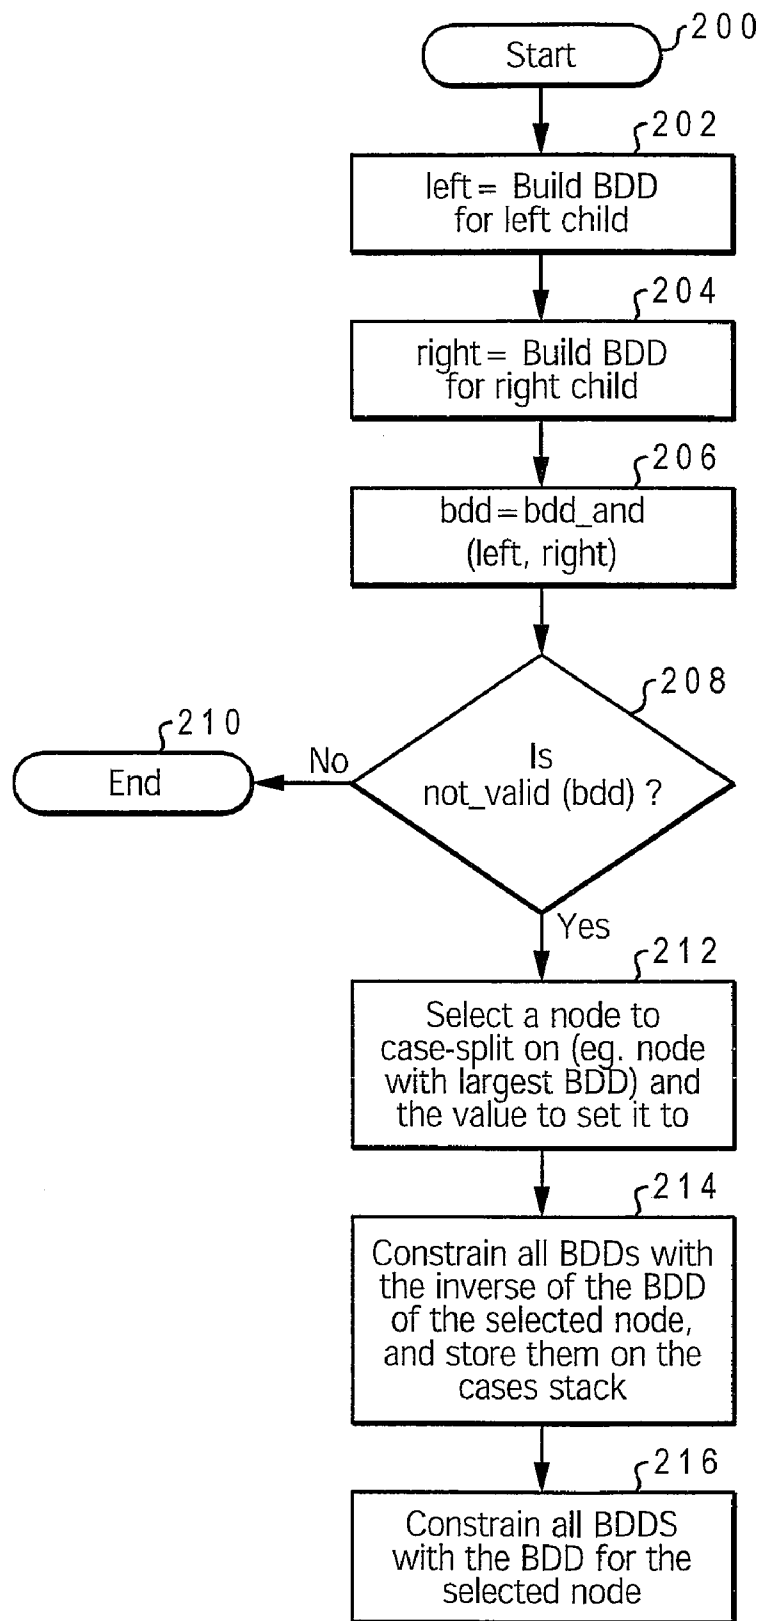 200
Start
202
left = Build BDD
for left child
204
right = Build BDD
for right child
206
bdd = bdd_and
(left, right)
208
Is
not_valid (bdd) ?
No
210
End
Yes
212
Select a node to
case-split on (eg. node
with largest BDD) and
the value to set it to
214
Constrain all BDDs with
the inverse of the BDD
of the selected node,
and store them on the
cases stack
216
Constrain all BDDS
with the BDD for the
selected node